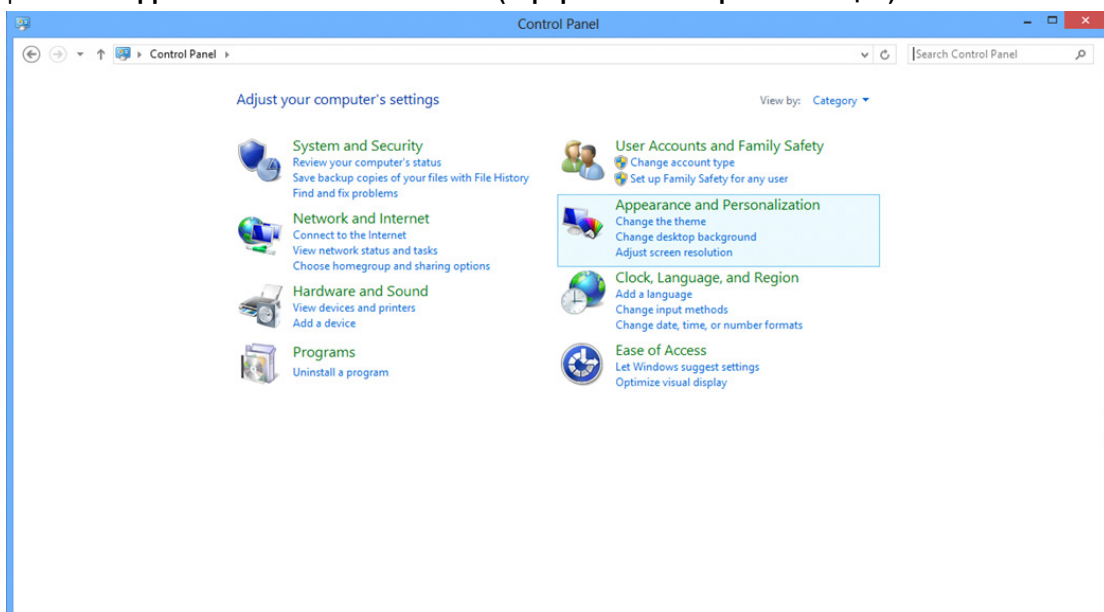 Control Panel
Control Panel
Search Control Panel
Adjust your computer's settings
View by: Category
System and Security
Review your computer's status
Save backup copies of your files with File History
Find and fix problems
Network and Internet
Connect to the Internet
View network status and tasks
Choose homegroup and sharing options
Hardware and Sound
View devices and printers
Add a device
Programs
Uninstall a program
User Accounts and Family Safety
Change account type
Set up Family Safety for any user
Appearance and Personalization
Change the theme
Change desktop background
Adjust screen resolution
Clock, Language, and Region
Add a language
Change input methods
Change date, time, or number formats
Ease of Access
Let Windows suggest settings
Optimize visual display